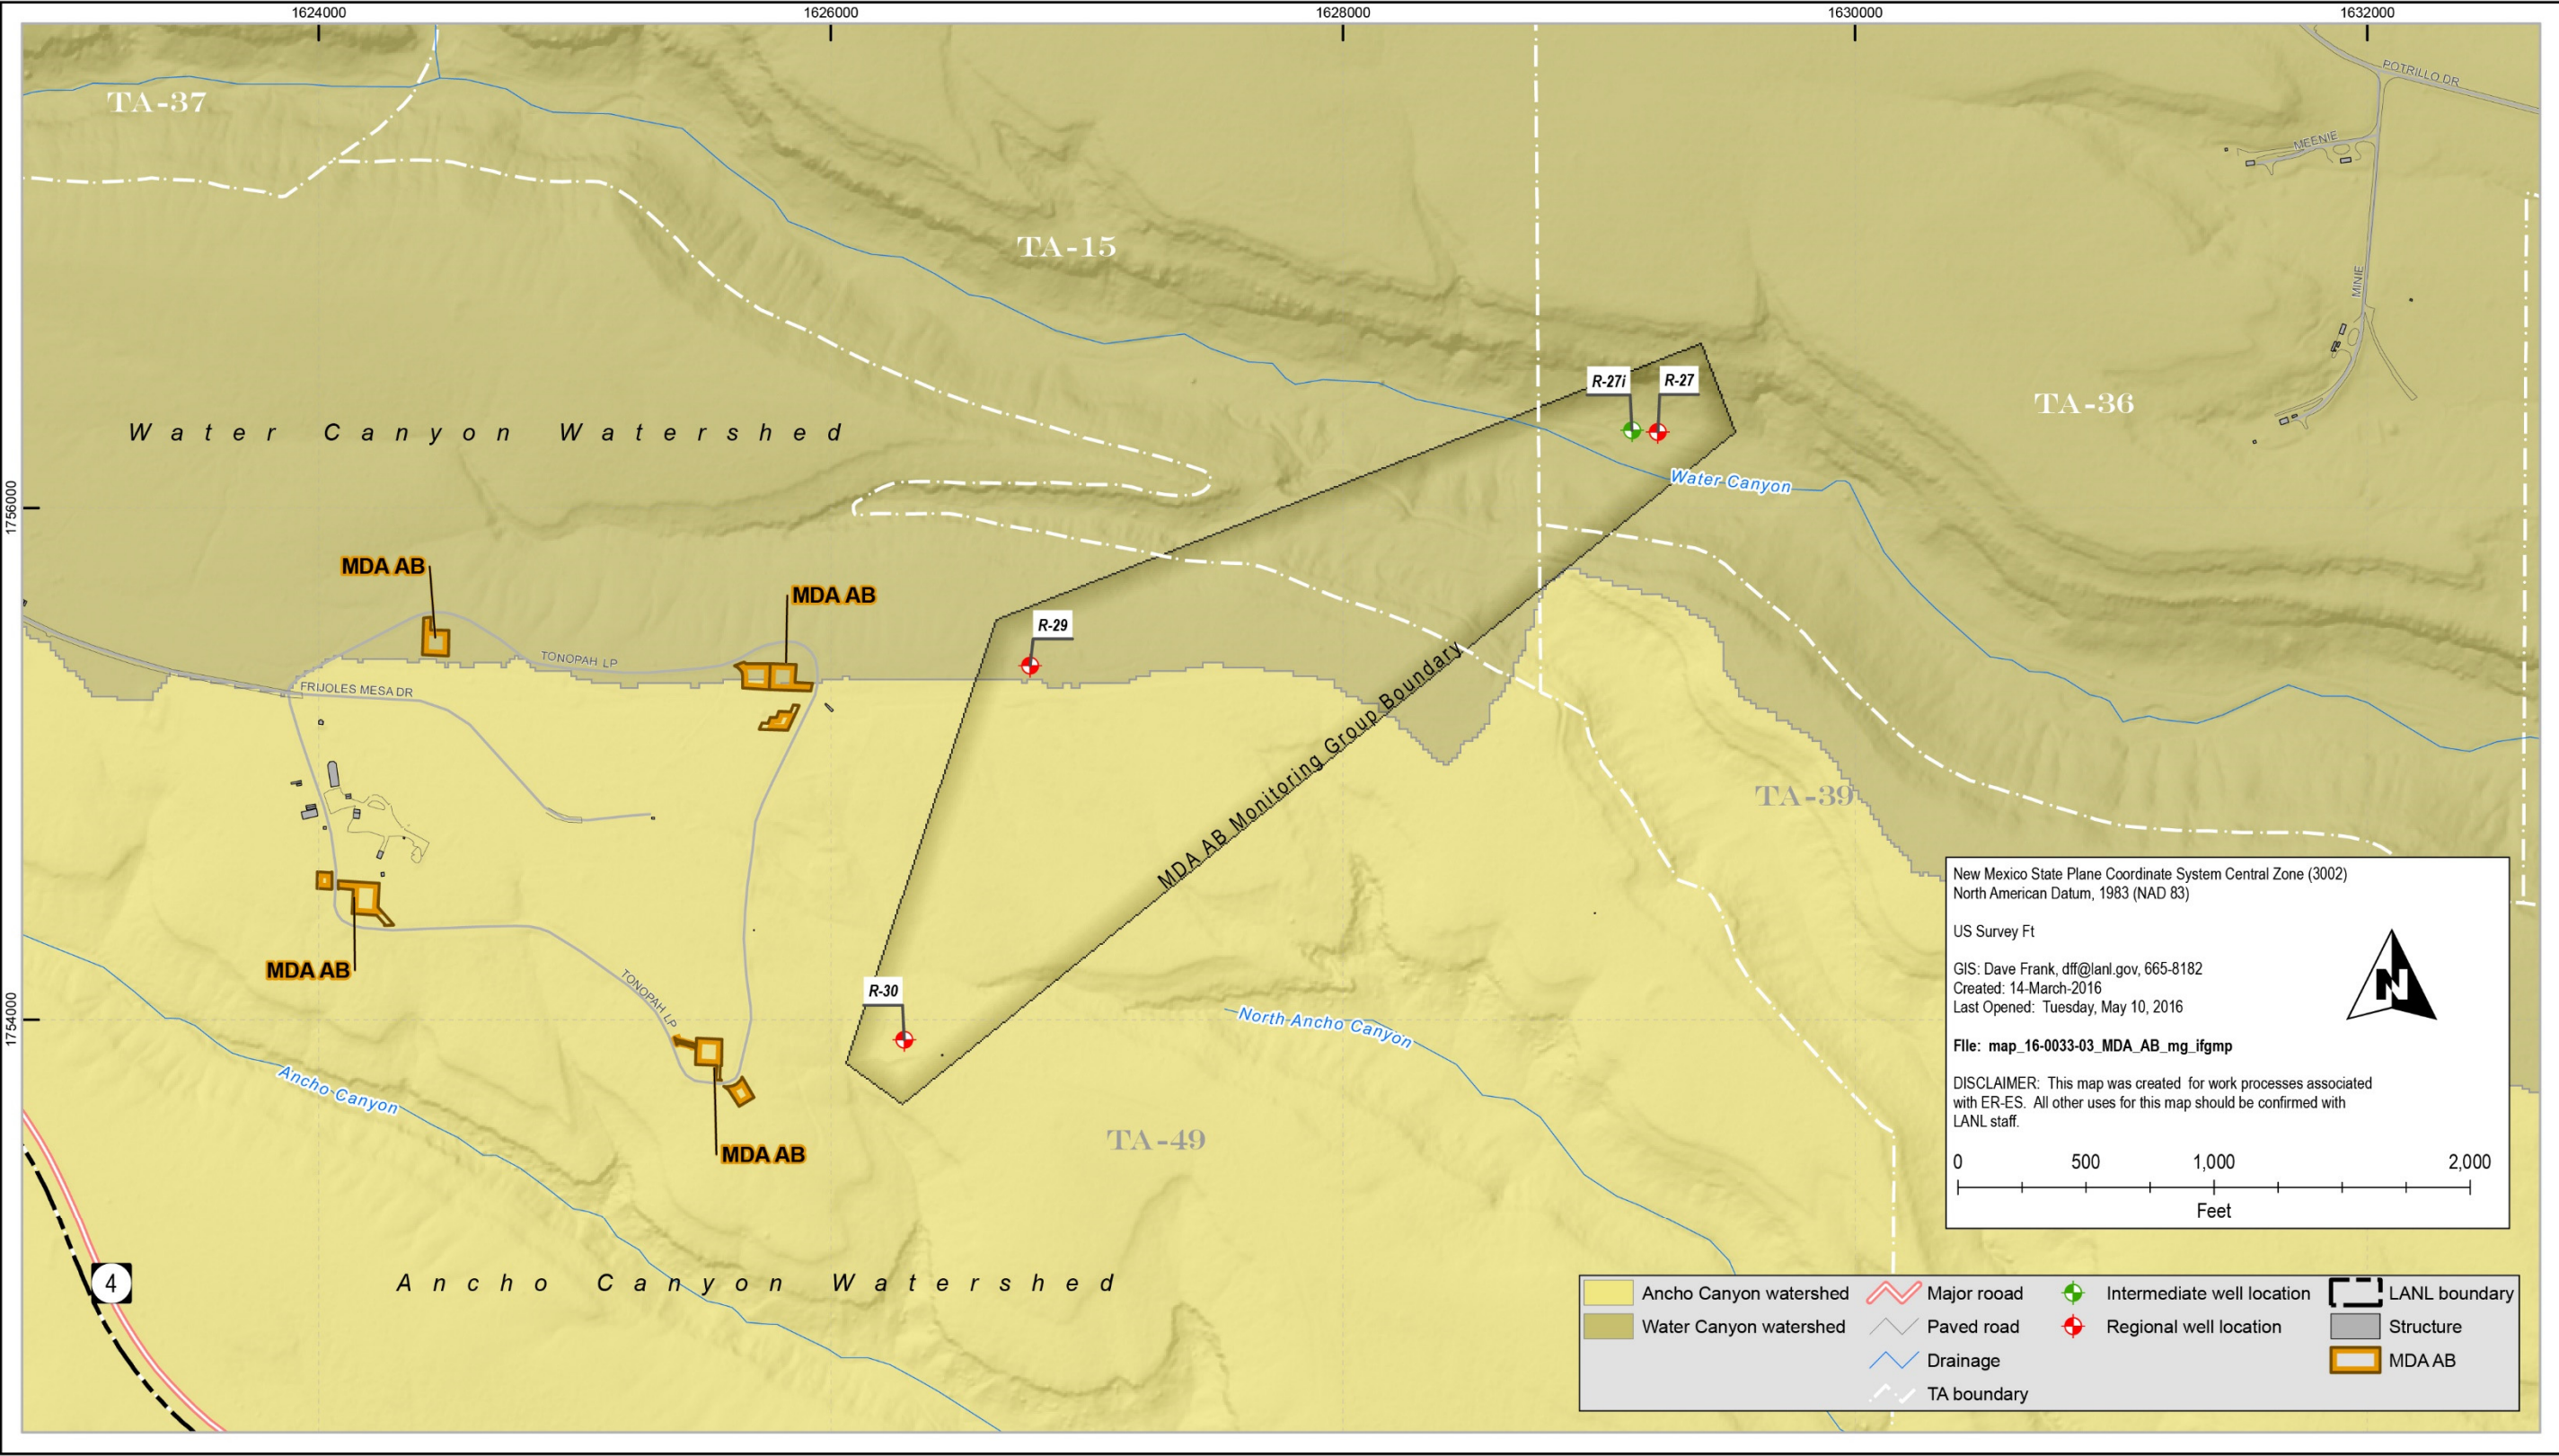 1624000
1626000
1628000
1630000
1632000
POTRILLO DR
TA-37
MEENIE
TA-15
MINIE
R-27i
R-27
TA-36
Water Canyon Watershed
Water Canyon
1756000
MDA AB
MDA AB
R-29
TONOPAH LP
FRIJOLES MESA DR
MDA AB Monitoring Group Boundary
TA-39
MDA AB
TONOPAH LP
R-30
1754000
North Ancho Canyon
Ancho Canyon
TA-49
MDA AB
Ancho Canyon Watershed
4
New Mexico State Plane Coordinate System Central Zone (3002)
North American Datum, 1983 (NAD 83)
US Survey Ft
GIS: Dave Frank, dff@lanl.gov, 665-8182
Created: 14-March-2016
Last Opened: Tuesday, May 10, 2016
N
FIle: map_16-0033-03_MDA_AB_mg_ifgmp
DISCLAIMER: This map was created for work processes associated
with ER-ES. All other uses for this map should be confirmed with
LANL staff.
0 500 1,000 2,000
Feet
Ancho Canyon watershed
Water Canyon watershed
Major rooad
Paved road
Drainage
TA boundary
Intermediate well location
Regional well location
LANL boundary
Structure
MDA AB